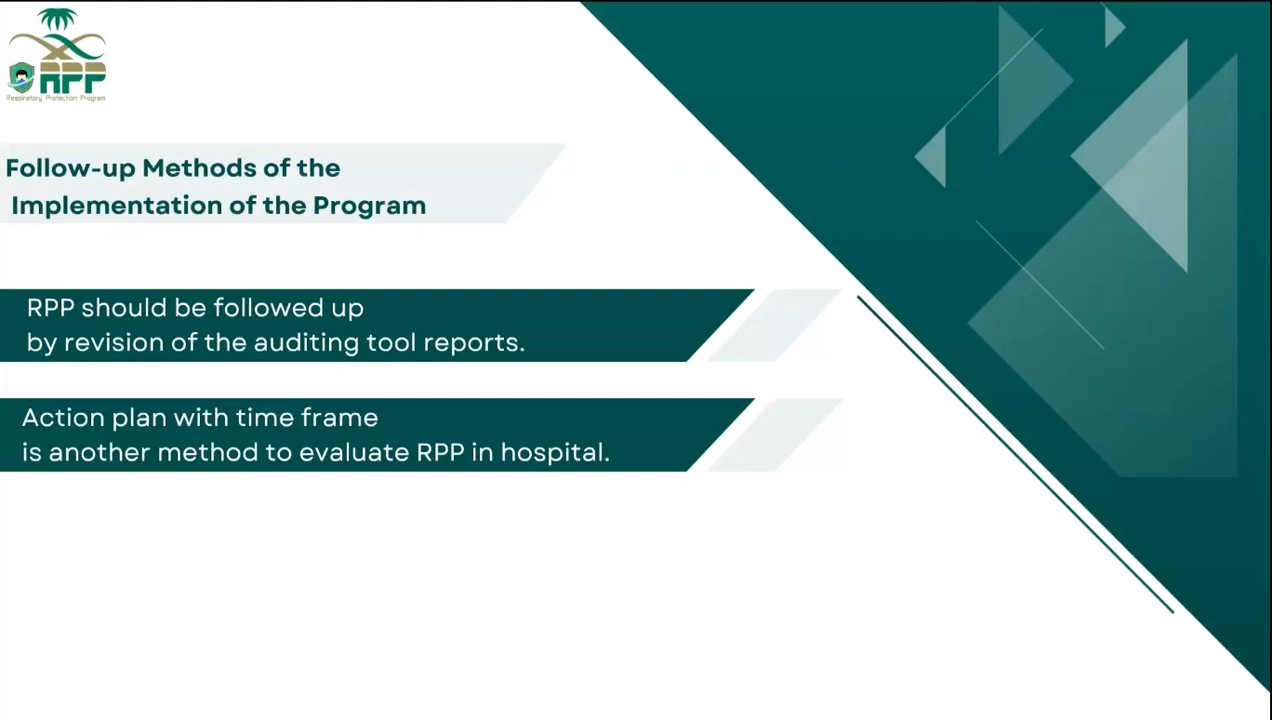 RPP
Respiratory Protection Program
Follow-up Methods of the
Implementation of the Program
RPP should be followed up
by revision of the auditing tool reports.
Action plan with time frame
is another method to evaluate RPP in hospital.